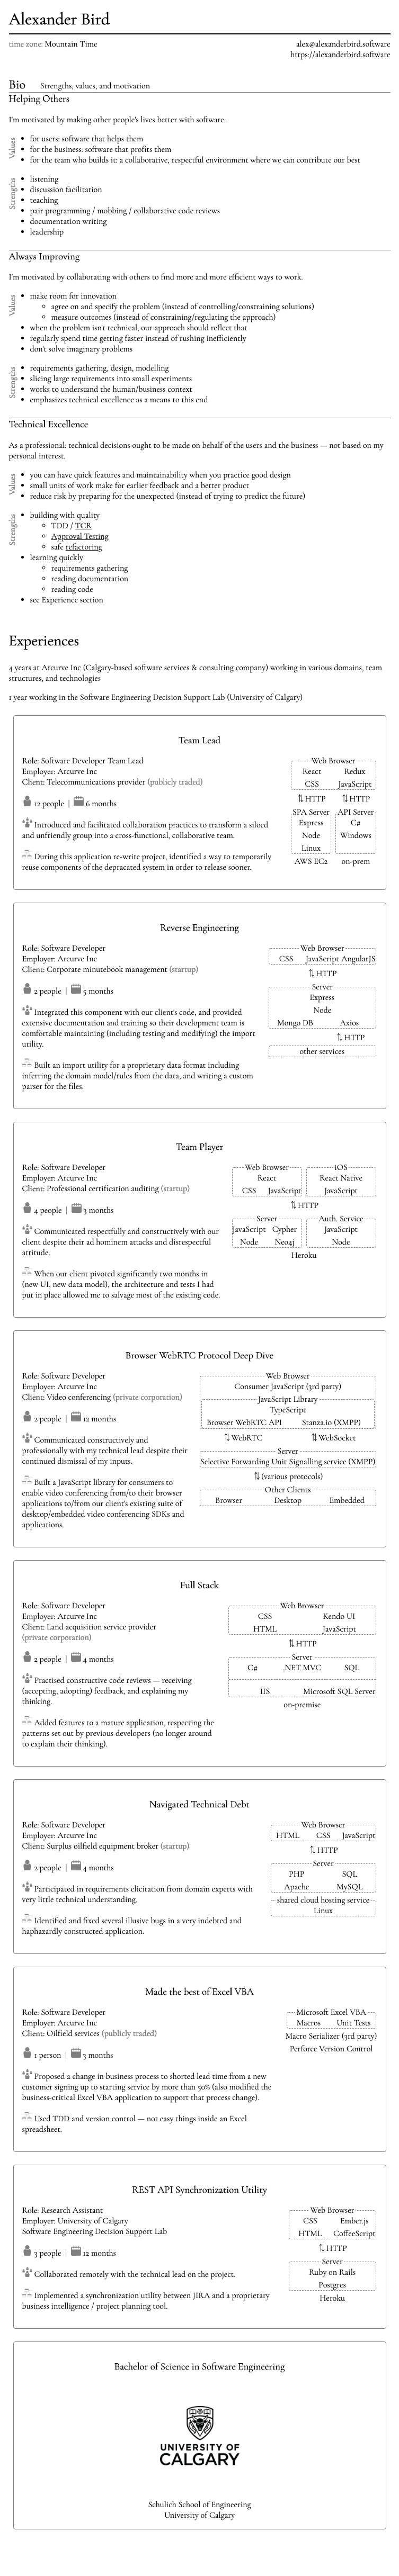 Alexander Bird
time zone: Mountain Time
alex@alexanderbird.software
https://alexanderbird.software
Bio Strengths, values, and motivation
Helping Others
I'm motivated by making other people's lives better with software.
Values
• for users: software that helps them
• for the business: software that profits them
• for the team who builds it: a collaborative, respectful environment where we can contribute our best
Strengths
• listening
• discussion facilitation
• teaching
• pair programming / mobbing / collaborative code reviews
• documentation writing
• leadership
Always Improving
I'm motivated by collaborating with others to find more and more efficient ways to work.
Values
• make room for innovation
◦ agree on and specify the problem (instead of controlling/constraining solutions)
◦ measure outcomes (instead of constraining/regulating the approach)
• when the problem isn't technical, our approach should reflect that
• regularly spend time getting faster instead of rushing inefficiently
• don't solve imaginary problems
Strengths
• requirements gathering, design, modelling
• slicing large requirements into small experiments
• works to understand the human/business context
• emphasizes technical excellence as a means to this end
Technical Excellence
As a professional: technical decisions ought to be made on behalf of the users and the business — not based on my
personal interest.
Values
• you can have quick features and maintainability when you practice good design
• small units of work make for earlier feedback and a better product
• reduce risk by preparing for the unexpected (instead of trying to predict the future)
Strengths
• building with quality
◦ TDD / TCR
◦ Approval Testing
◦ safe refactoring
• learning quickly
◦ requirements gathering
◦ reading documentation
◦ reading code
• see Experience section
Experiences
4 years at Arcurve Inc (Calgary-based software services & consulting company) working in various domains, team
structures, and technologies
1 year working in the Software Engineering Decision Support Lab (University of Calgary)
Team Lead
Role: Software Developer Team Lead
Employer: Arcurve Inc
Client: Telecommunications provider (publicly traded)
12 people | 6 months
Introduced and facilitated collaboration practices to transform a siloed
and unfriendly group into a cross-functional, collaborative team.
During this application re-write project, identified a way to temporarily
reuse components of the deprecated system in order to release sooner.
Web Browser
React Redux
CSS JavaScript
⇅ HTTP ⇅ HTTP
SPA Server API Server
Express C#
Node Windows
Linux
AWS EC2 on-prem
Reverse Engineering
Role: Software Developer
Employer: Arcurve Inc
Client: Corporate minutebook management (startup)
2 people | 5 months
Integrated this component with our client's code, and provided
extensive documentation and training so their development team is
comfortable maintaining (including testing and modifying) the import
utility.
Built an import utility for a proprietary data format including
inferring the domain model/rules from the data, and writing a custom
parser for the files.
Web Browser
CSS JavaScript AngularJS
⇅ HTTP
Server
Express
Node
Mongo DB Axios
⇅ HTTP
other services
Team Player
Role: Software Developer
Employer: Arcurve Inc
Client: Professional certification auditing (startup)
4 people | 3 months
Communicated respectfully and constructively with our
client despite their ad hominem attacks and disrespectful
attitude.
When our client pivoted significantly two months in
(new UI, new data model), the architecture and tests I had
put in place allowed me to salvage most of the existing code.
Web Browser iOS
React React Native
CSS JavaScript JavaScript
⇅ HTTP
Server Auth. Service
JavaScript Cypher JavaScript
Node Neo4j Node
Heroku
Browser WebRTC Protocol Deep Dive
Role: Software Developer
Employer: Arcurve Inc
Client: Video conferencing (private corporation)
2 people | 12 months
Communicated constructively and
professionally with my technical lead despite their
continued dismissal of my inputs.
Built a JavaScript library for consumers to
enable video conferencing from/to their browser
applications to/from our client's existing suite of
desktop/embedded video conferencing SDKs and
applications.
Web Browser
Consumer JavaScript (3rd party)
JavaScript Library
TypeScript
Browser WebRTC API Stanza.io (XMPP)
⇅ WebRTC ⇅ WebSocket
Server
Selective Forwarding Unit Signalling service (XMPP)
⇅ (various protocols)
Other Clients
Browser Desktop Embedded
Full Stack
Role: Software Developer
Employer: Arcurve Inc
Client: Land acquisition service provider
(private corporation)
2 people | 4 months
Practised constructive code reviews — receiving
(accepting, adopting) feedback, and explaining my
thinking.
Added features to a mature application, respecting the
patterns set out by previous developers (no longer around
to explain their thinking).
Web Browser
CSS Kendo UI
HTML JavaScript
⇅ HTTP
Server
C# .NET MVC SQL
IIS Microsoft SQL Server
on-premise
Navigated Technical Debt
Role: Software Developer
Employer: Arcurve Inc
Client: Surplus oilfield equipment broker (startup)
2 people | 4 months
Participated in requirements elicitation from domain experts with
very little technical understanding.
Identified and fixed several illusive bugs in a very indebted and
haphazardly constructed application.
Web Browser
HTML CSS JavaScript
⇅ HTTP
Server
PHP SQL
Apache MySQL
shared cloud hosting service
Linux
Made the best of Excel VBA
Role: Software Developer
Employer: Arcurve Inc
Client: Oilfield services (publicly traded)
1 person | 3 months
Proposed a change in business process to shorted lead time from a new
customer signing up to starting service by more than 50% (also modified the
business-critical Excel VBA application to support that process change).
Used TDD and version control — not easy things inside an Excel
spreadsheet.
Microsoft Excel VBA
Macros Unit Tests
Macro Serializer (3rd party)
Perforce Version Control
REST API Synchronization Utility
Role: Research Assistant
Employer: University of Calgary
Software Engineering Decision Support Lab
3 people | 12 months
Collaborated remotely with the technical lead on the project.
Implemented a synchronization utility between JIRA and a proprietary
business intelligence / project planning tool.
Web Browser
CSS Ember.js
HTML CoffeeScript
⇅ HTTP
Server
Ruby on Rails
Postgres
Heroku
Bachelor of Science in Software Engineering
UNIVERSITY OF
CALGARY
Schulich School of Engineering
University of Calgary